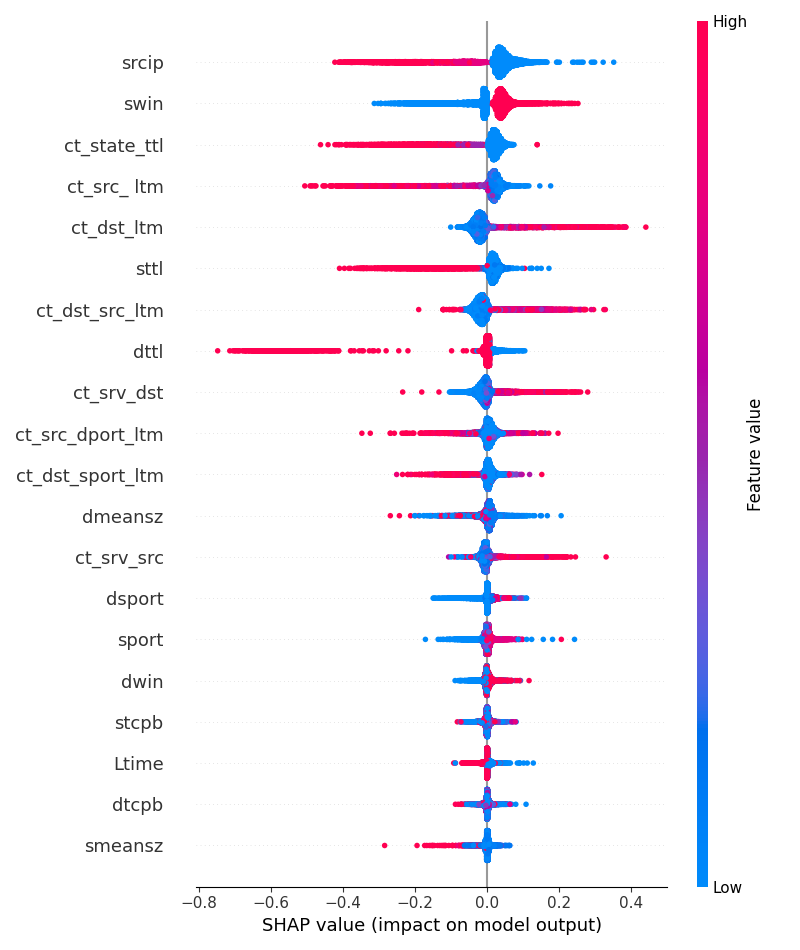 High
srcip
swin
ct_state_ttl
ct_src_ ltm
ct_dst_ltm
sttl
ct_dst_src_ltm
dttl
ct_srv_dst
ct_src_dport_ltm
ct_dst_sport_ltm
dmeansz
ct_srv_src
dsport
sport
dwin
stcpb
Ltime
dtcpb
smeansz
Feature value
Low
−0.8 −0.6 −0.4 −0.2 0.0 0.2 0.4
SHAP value (impact on model output)